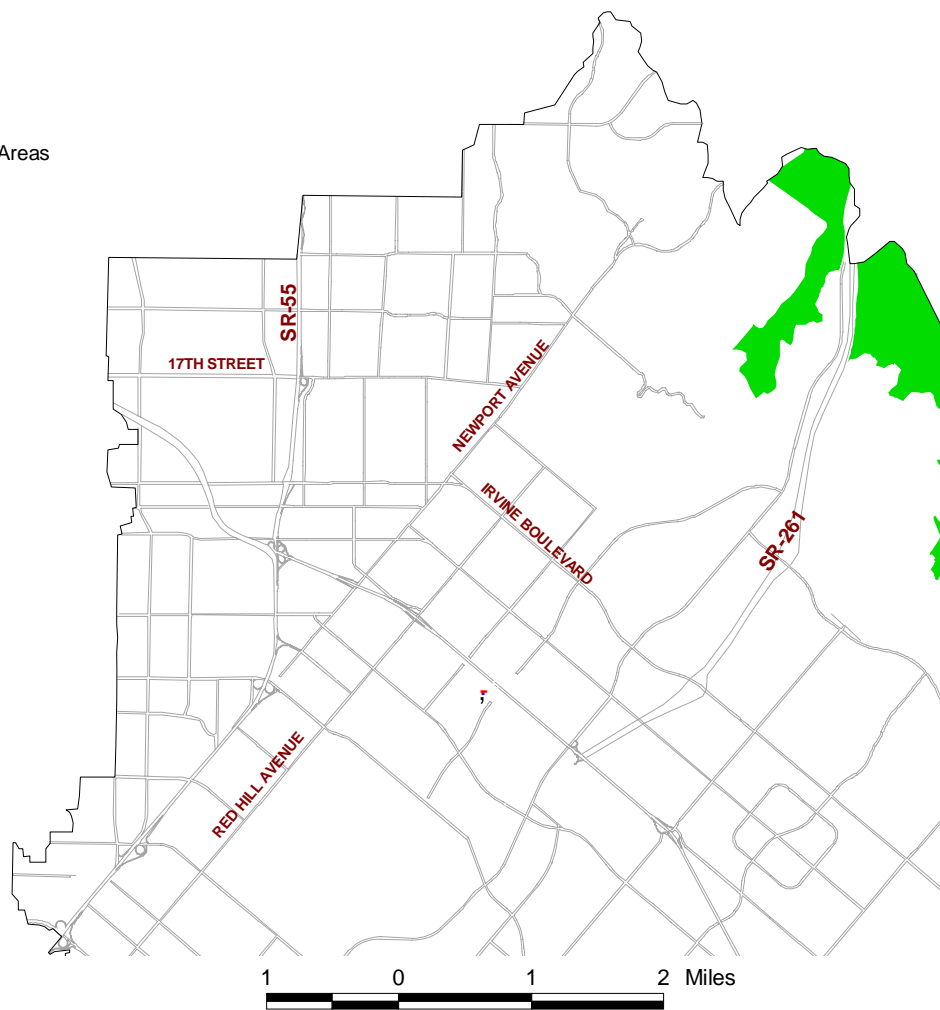 Areas
SR-55
17TH STREET
NEWPORT AVENUE
IRVINE BOULEVARD
SR-261
RED HILL AVENUE
1 0 1 2 Miles